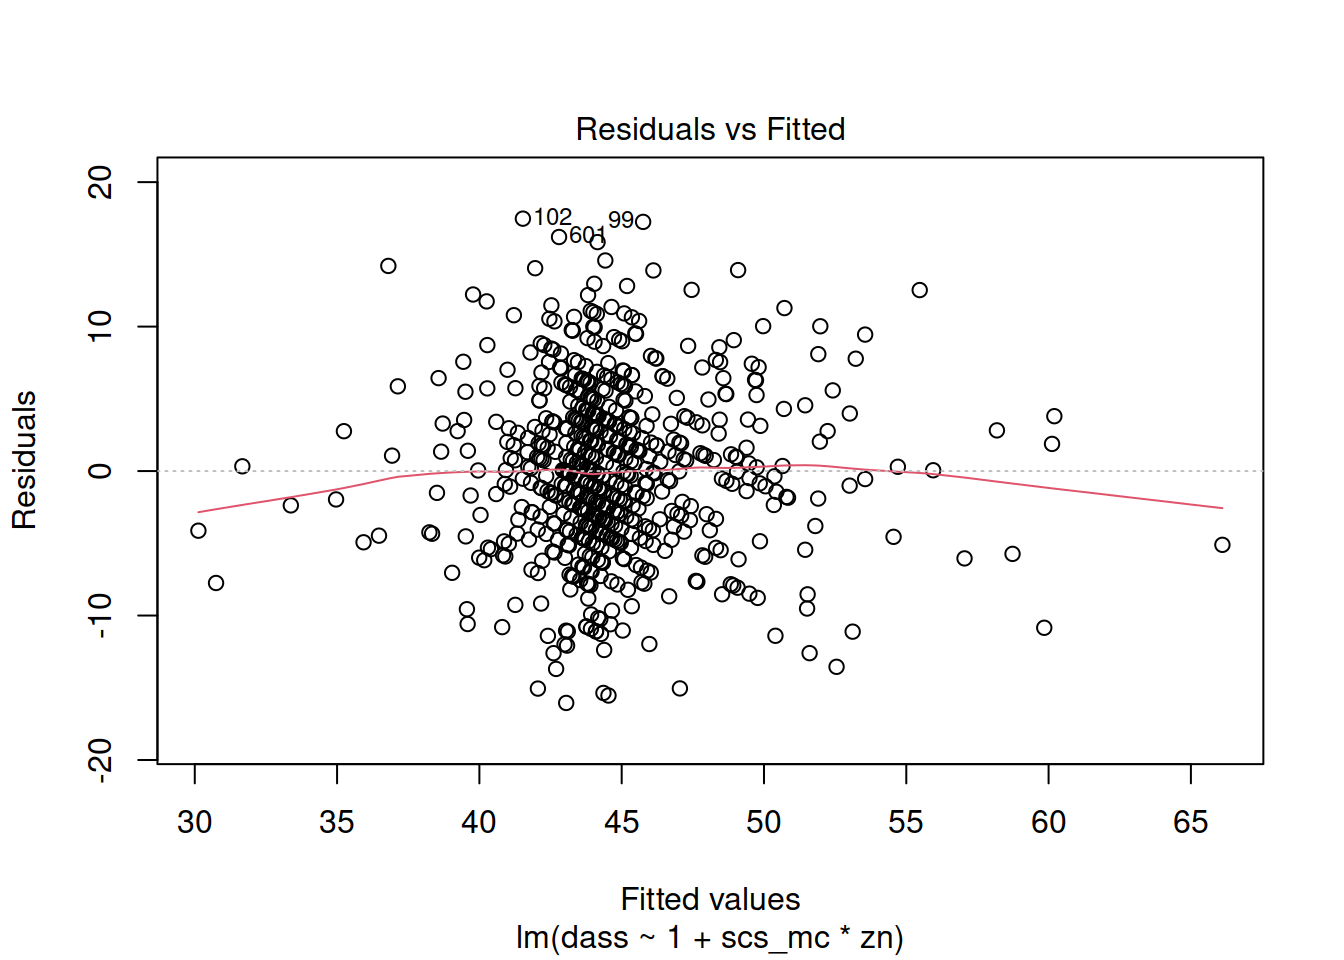 Residuals vs Fitted
Residuals
20
10
0
-10
-20
102
99
601
30 35 40 45 50 55 60 65
Fitted values
lm(dass ~ 1 + scs_mc * zn)